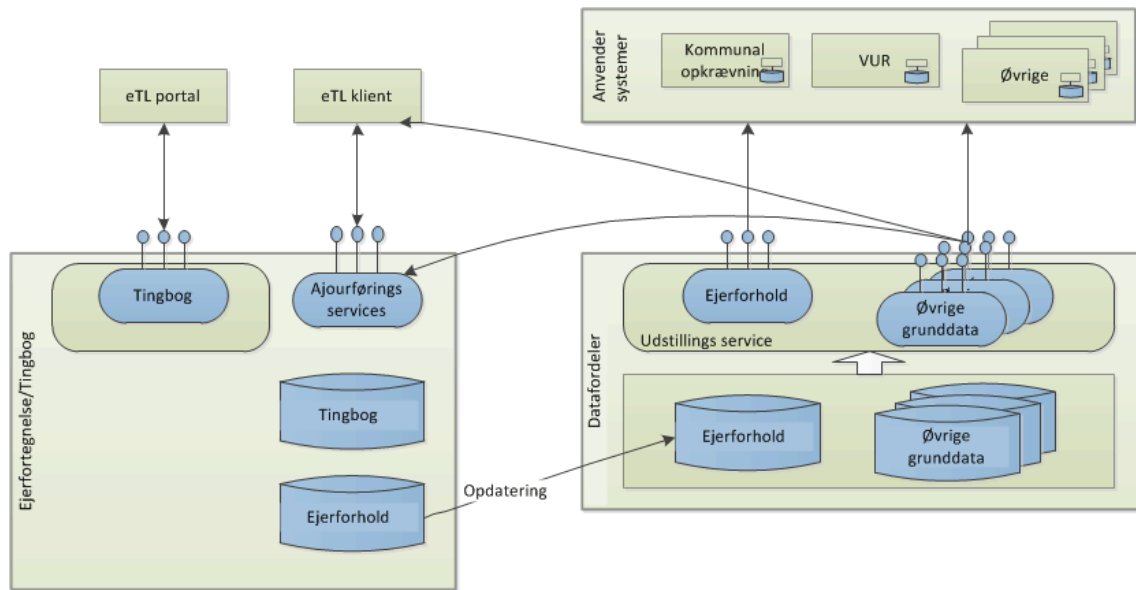 Anvender
systemer
Kommunal
opkrævning
VUR
Øvrige
eTL portal
eTL klient
Ejerfortegnelse/Tingbog
Tingbog
Ajourførings
services
Tingbog
Ejerforhold
Opdatering
Datafordeler
Ejerforhold
Øvrige
grunddata
Udstillings service
Ejerforhold
Øvrige
grunddata